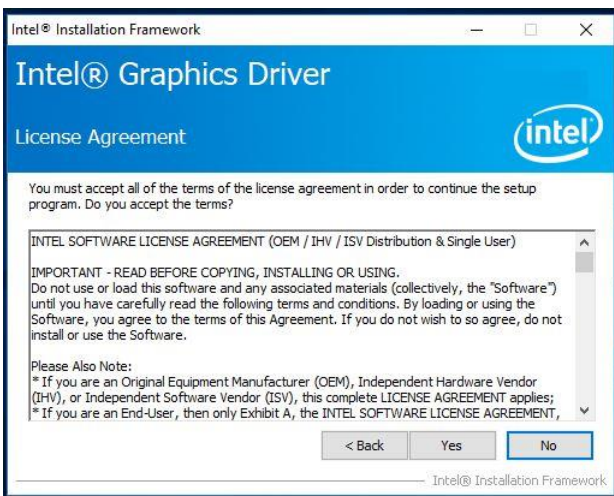 Intel® Installation Framework
Intel® Graphics Driver
License Agreement
intel
You must accept all of the terms of the license agreement in order to continue the setup
program. Do you accept the terms?
INTEL SOFTWARE LICENSE AGREEMENT (OEM / IHV / ISV Distribution & Single User)
IMPORTANT - READ BEFORE COPYING, INSTALLING OR USING.
Do not use or load this software and any associated materials (collectively, the "Software")
until you have carefully read the following terms and conditions. By loading or using the
Software, you agree to the terms of this Agreement. If you do not wish to so agree, do not
install or use the Software.
Please Also Note:
* If you are an Original Equipment Manufacturer (OEM), Independent Hardware Vendor
(IHV), or Independent Software Vendor (ISV), this complete LICENSE AGREEMENT applies;
* If you are an End-User, then only Exhibit A, the INTEL SOFTWARE LICENSE AGREEMENT,
< Back Yes No
Intel® Installation Framework